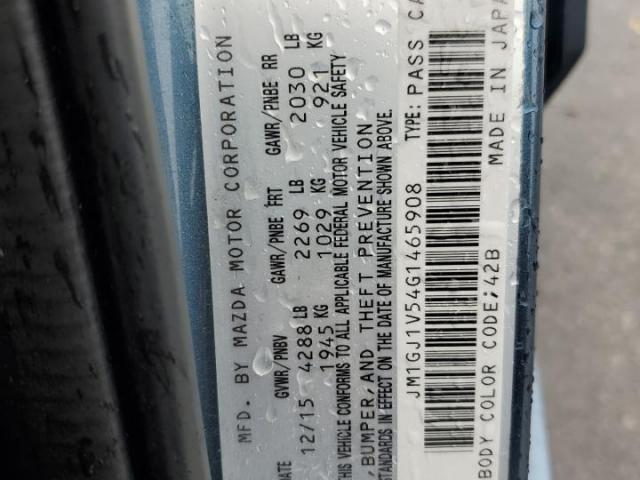 MFD. BY MAZDA MOTOR CORPORATION
GVWR/PNBV GAWR/PNBE FRT GAWR/PNBE RR
12/15 4288 LB 2269 LB 2030 LB
1945 KG 1029 KG 921 KG
THIS VEHICLE CONFORMS TO ALL APPLICABLE FEDERAL MOTOR VEHICLE SAFETY
,BUMPER,AND THEFT PREVENTION
STANDARDS IN EFFECT ON THE DATE OF MANUFACTURE SHOWN ABOVE.
JM1GJ1V54G1465908 TYPE: PASS
BODY COLOR CODE;42B MADE IN JAPA